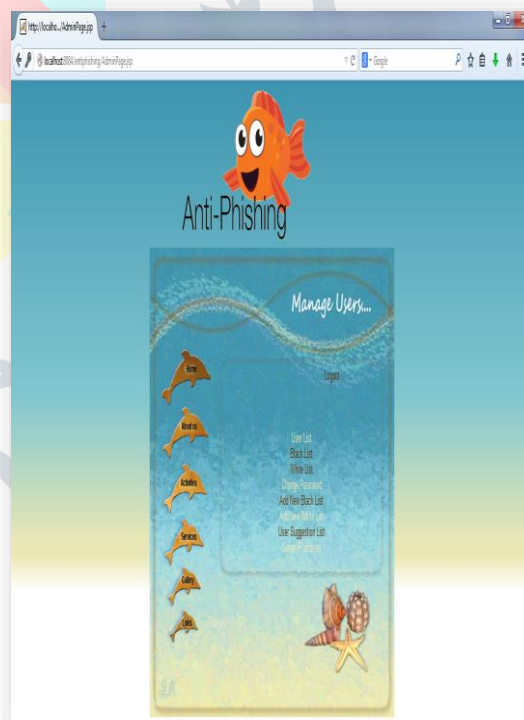 http://localho.../AdminPage.jsp
localhost:8084/antiphishing/AdminPage.jsp
Google
Anti-Phishing
Manage Users....
Home
Logout
About us
User List
Black List
White List
Activities
Change Password
Add New Black List
Add New White List
User Suggestion List
Services
Gallery
Links